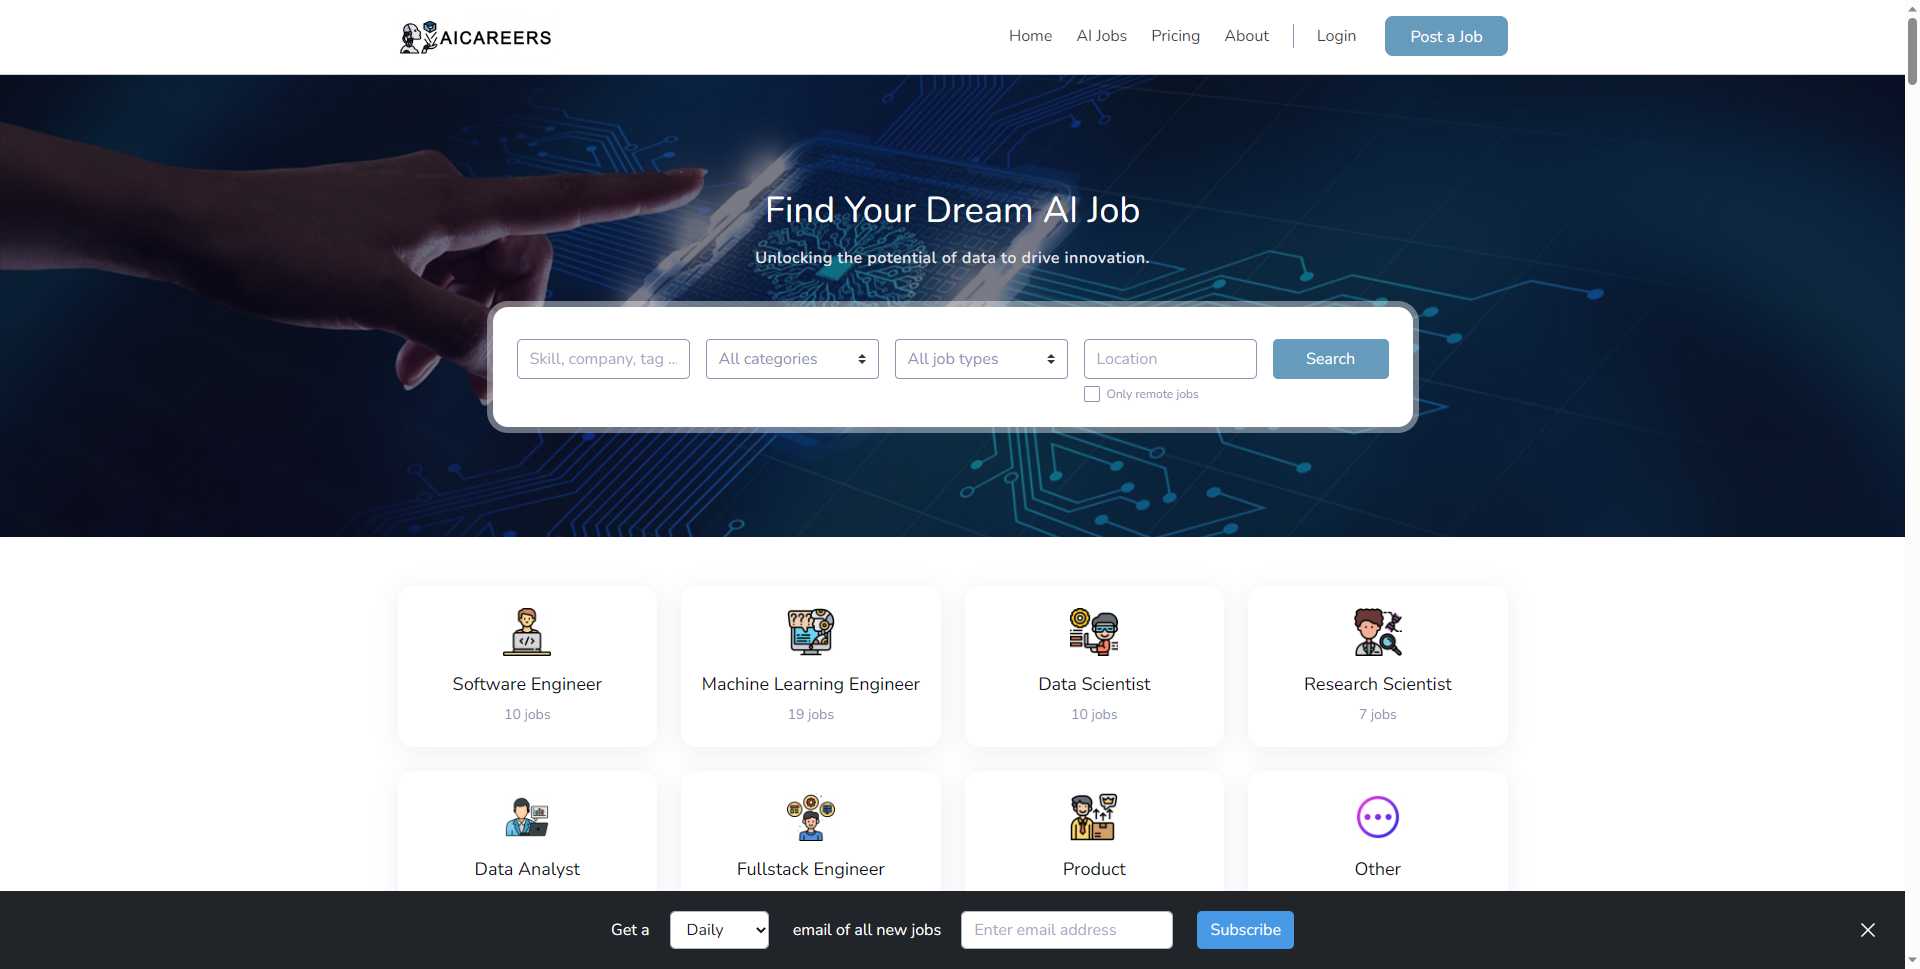 AICAREERS
Home AI Jobs Pricing About Login Post a Job
Find Your Dream AI Job
Unlocking the potential of data to drive innovation.
Skill, company, tag ... All categories All job types Location Search
Only remote jobs
Software Engineer
10 jobs
Machine Learning Engineer
19 jobs
Data Scientist
10 jobs
Research Scientist
7 jobs
Data Analyst
Fullstack Engineer
Product
Other
Get a Daily email of all new jobs Enter email address Subscribe